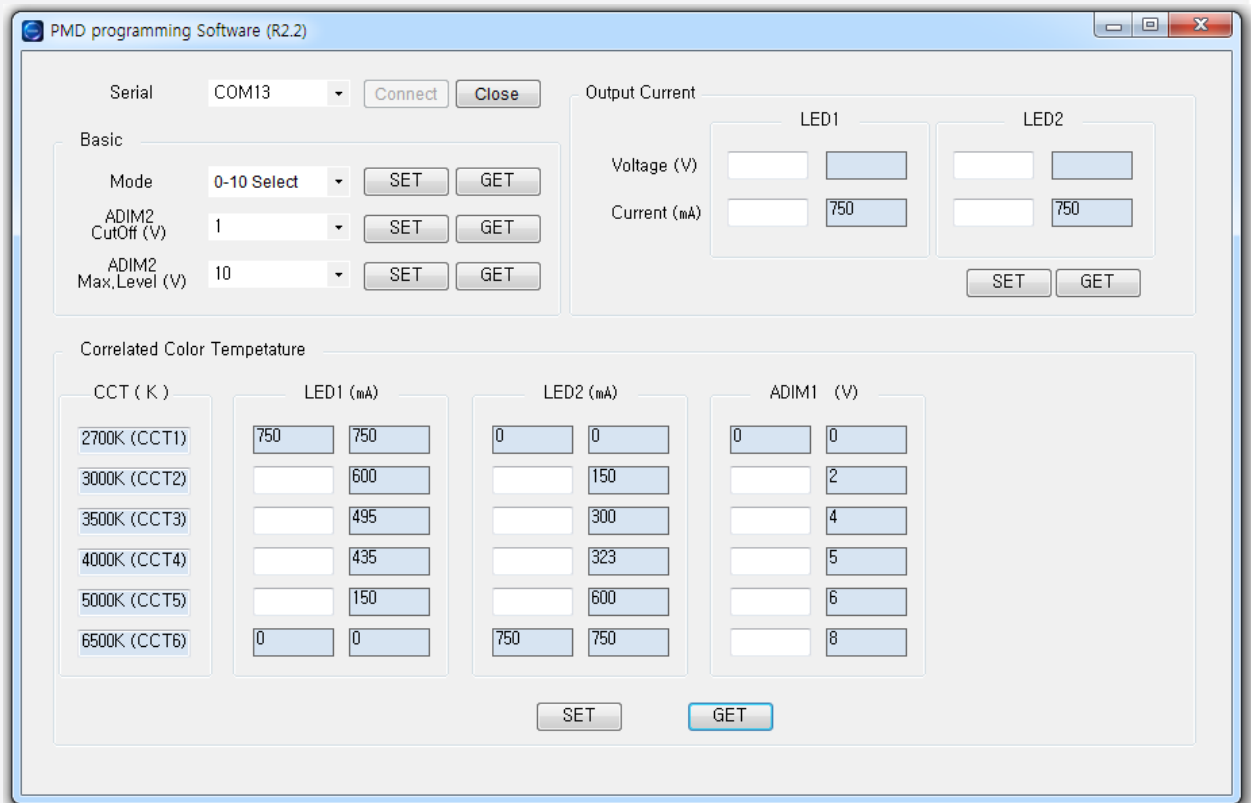 PMD programming Software (R2.2)
Serial COM13 Connect Close
Basic
Mode 0-10 Select SET GET
ADIM2
CutOff (V) 1 SET GET
ADIM2
Max,Level (V) 10 SET GET
Output Current
LED1 LED2
Voltage (V)
Current (mA) 750 750
SET GET
Correlated Color Tempetature
CCT ( K ) LED1 (mA) LED2 (mA) ADIM1 (V)
2700K (CCT1) 750 750 0 0 0 0
3000K (CCT2) 600 150 2
3500K (CCT3) 495 300 4
4000K (CCT4) 435 323 5
5000K (CCT5) 150 600 6
6500K (CCT6) 0 0 750 750 8
SET GET